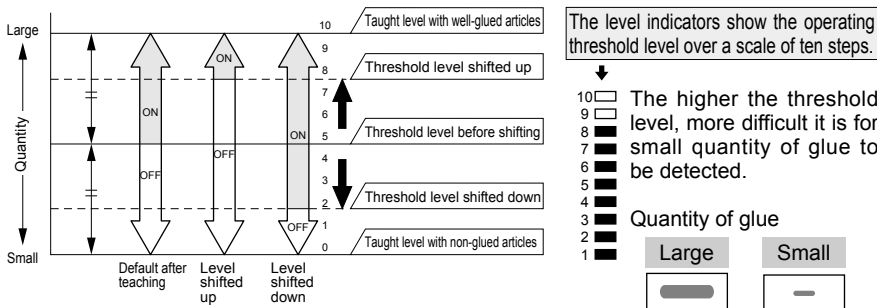 Large
Quantity
Small
ON
OFF
ON
OFF
ON
OFF
10
9
8
7
6
5
4
3
2
1
0
Taught level with well-glued articles
Threshold level shifted up
Threshold level before shifting
Threshold level shifted down
Taught level with non-glued articles
Default after
teaching
Level
shifted
up
Level
shifted
down
The level indicators show the operating
threshold level over a scale of ten steps.
10
9
8
7
6
5
4
3
2
1
The higher the threshold
level, more difficult it is for
small quantity of glue to
be detected.
Quantity of glue
Large
Small